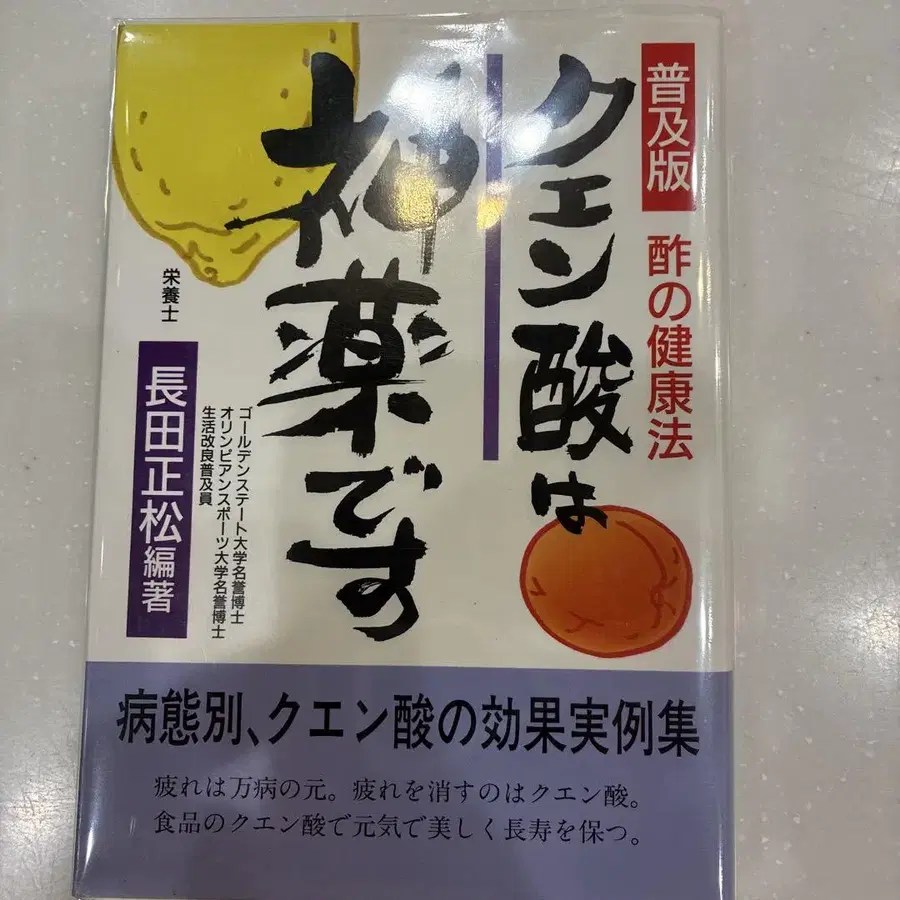 普及版
酢の健康法
クエン酸は
神薬です
ゴールデンステート大学名誉博士
オリンピアンスポーツ大学名誉博士
生活改良普及員
栄養士
長田正松編著
病態別、クエン酸の効果実例集
疲れは万病の元。疲れを消すのはクエン酸。
食品のクエン酸で元気で美しく長寿を保つ。